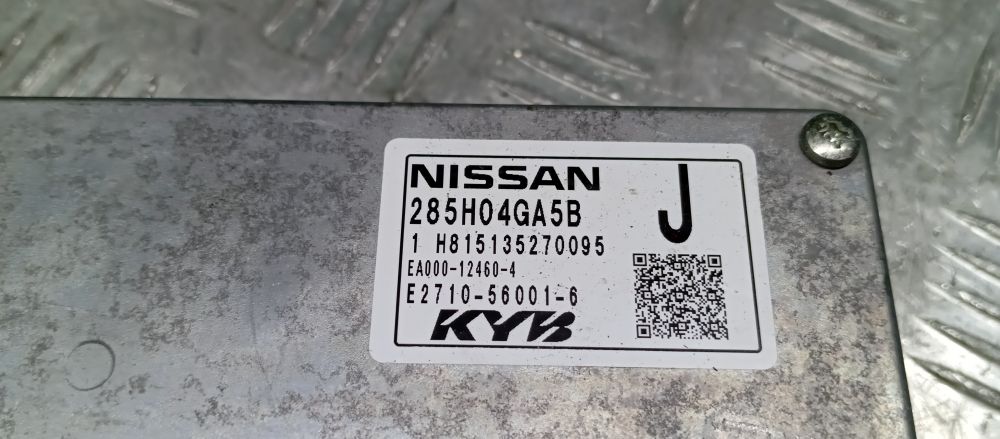 NISSAN
285H04GA5B
J
1 H815135270095
EA000-12460-4
E2710-56001-6
KYB